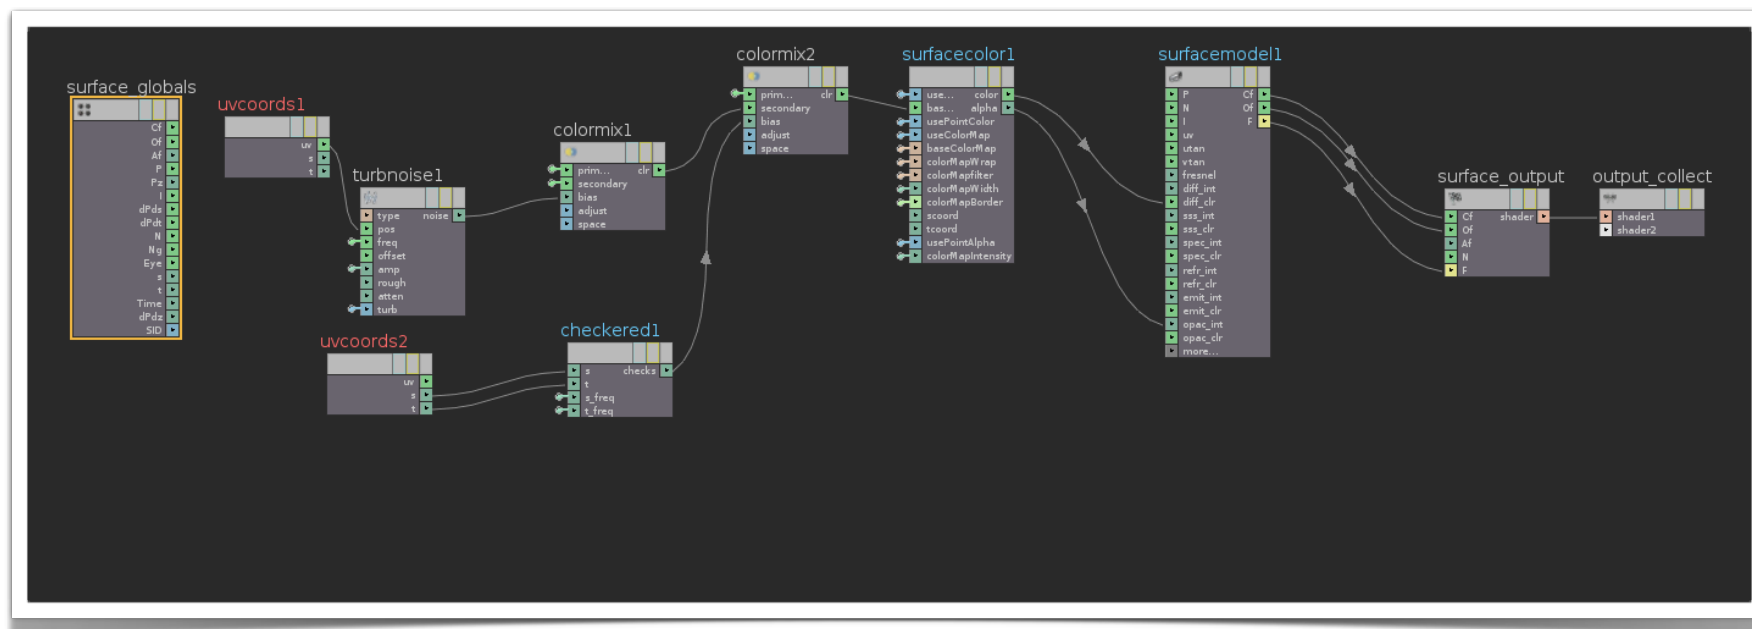 surface_globals
Cf
Of
Af
P
Pz
I
dPds
dPdt
N
Ng
Eye
s
t
Time
dPdz
SID
uvcoords1
uv
s
t
turbnoise1
type noise
pos
freq
offset
amp
rough
atten
turb
uvcoords2
uv
s
t
colormix1
prim... clr
secondary
bias
adjust
space
checkered1
s checks
t
s_freq
t_freq
colormix2
prim... clr
secondary
bias
adjust
space
surfacecolor1
use... color
bas... alpha
usePointColor
useColorMap
baseColorMap
colorMapWrap
colorMapfilter
colorMapWidth
colorMapBorder
scoord
tcoord
usePointAlpha
colorMapIntensity
surfacemodel1
P Cf
N Of
I F
uv
utan
vtan
fresnel
diff_int
diff_clr
sss_int
sss_clr
spec_int
spec_clr
refr_int
refr_clr
emit_int
emit_clr
opac_int
opac_clr
more...
surface_output
Cf shader
Of
Af
N
F
output_collect
shader1
shader2